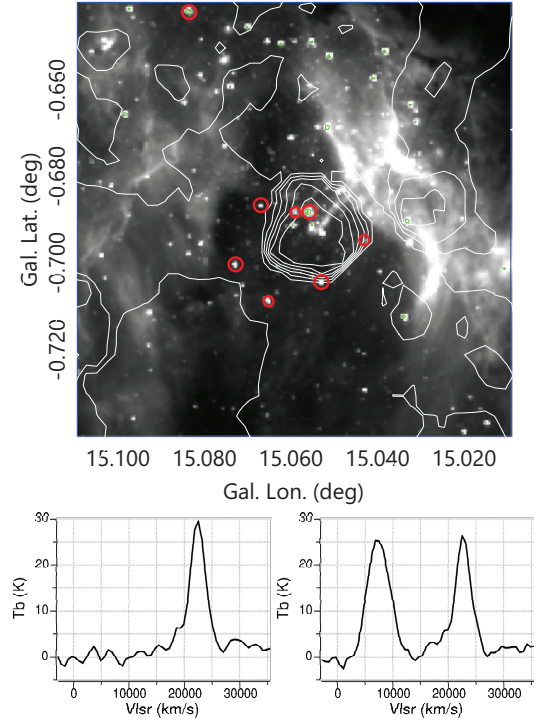 -0.660
-0.680
-0.700
-0.720
Gal. Lat. (deg)
15.100 15.080 15.060 15.040 15.020
Gal. Lon. (deg)
30
20
10
0
Tb (K)
0 10000 20000 30000
Vlsr (km/s)
30
20
10
0
Tb (K)
0 10000 20000 30000
Vlsr (km/s)